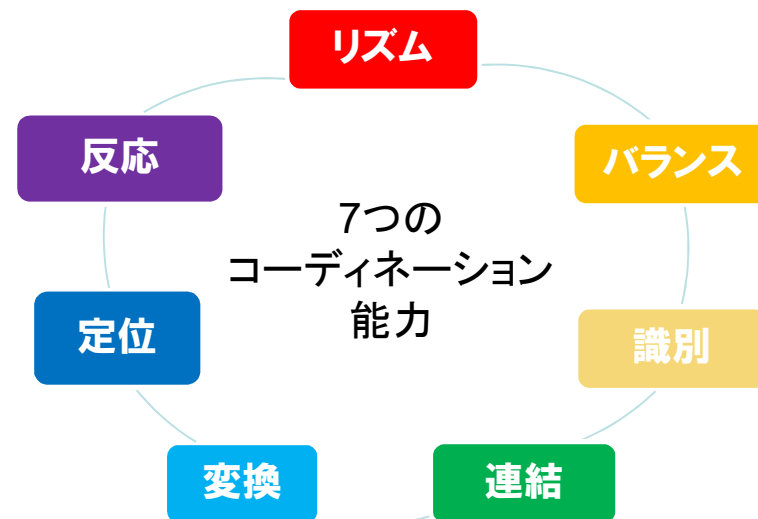 リズム
反応
バランス
7つの
コーディネーション
能力
定位
識別
変換
連結